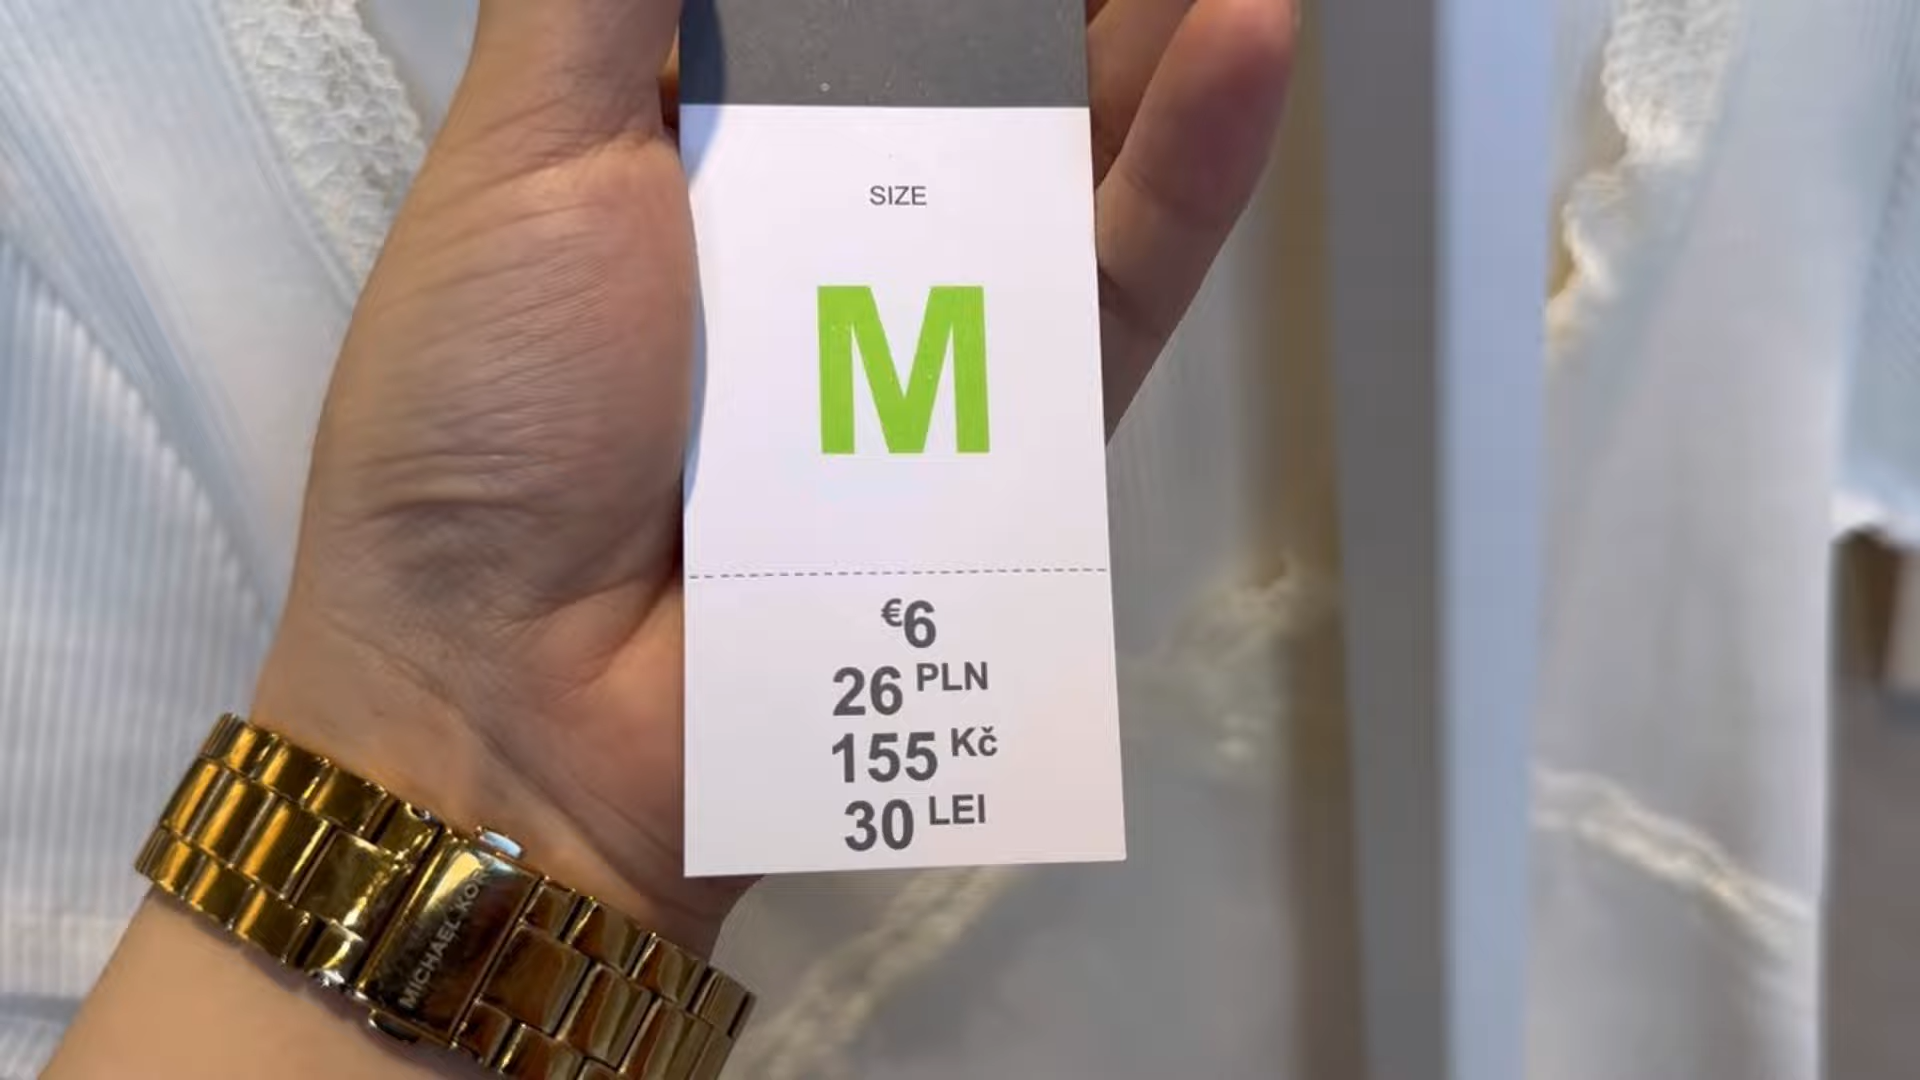 SIZE
M
€6
26 PLN
155 Kč
30 LEI
MICHAEL KORS